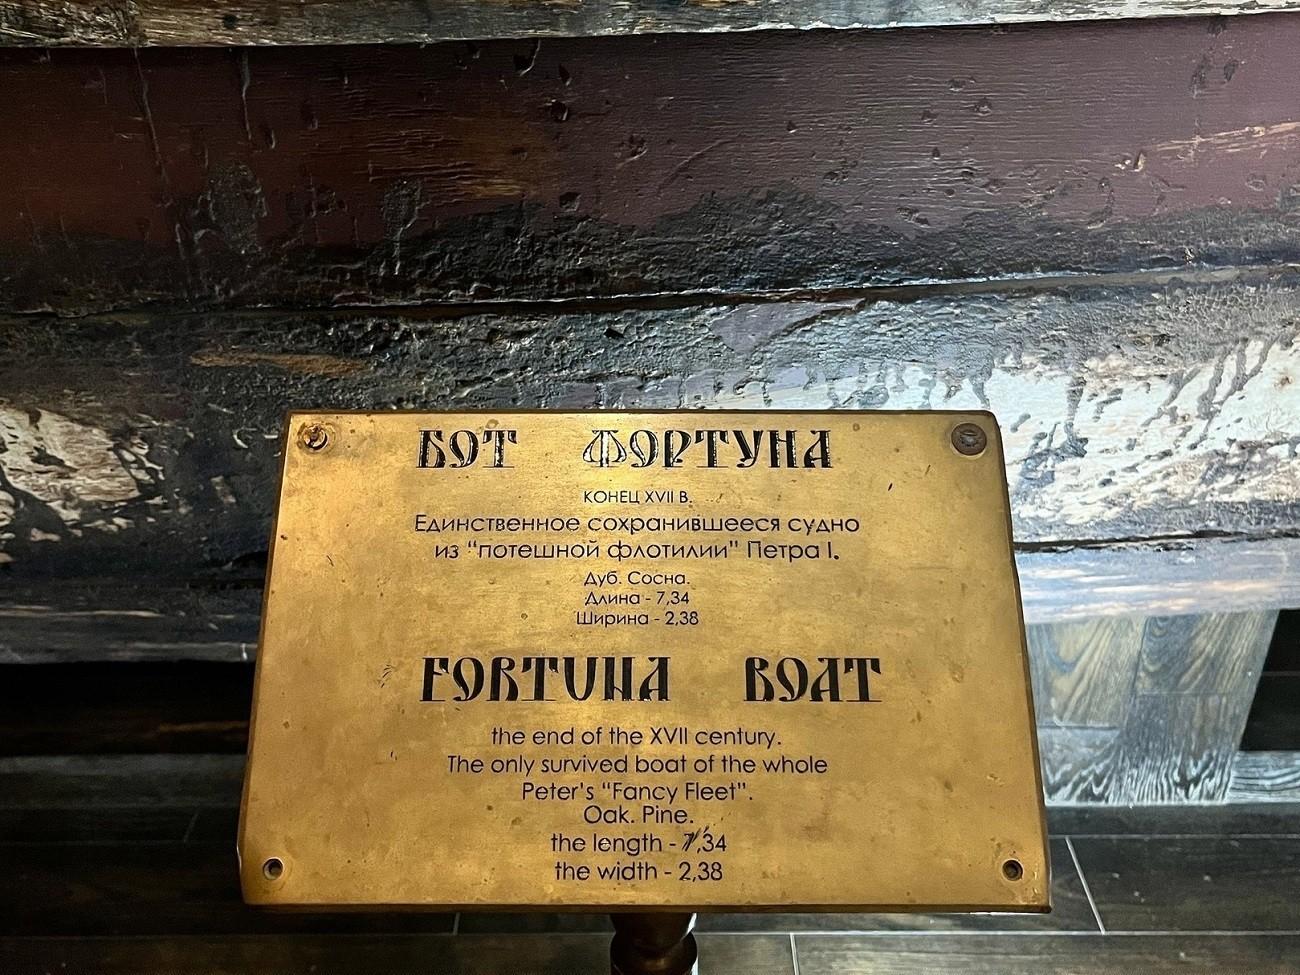 БОТ ФОРТУНА
КОНЕЦ XVII В.
Единственное сохранившееся судно
из “потешной флотилии” Петра I.
Дуб. Сосна.
Длина - 7,34
Ширина - 2,38
FORTUNA BOAT
the end of the XVII century.
The only survived boat of the whole
Peter's “Fancy Fleet”.
Oak. Pine.
the length - 7,34
the width - 2,38